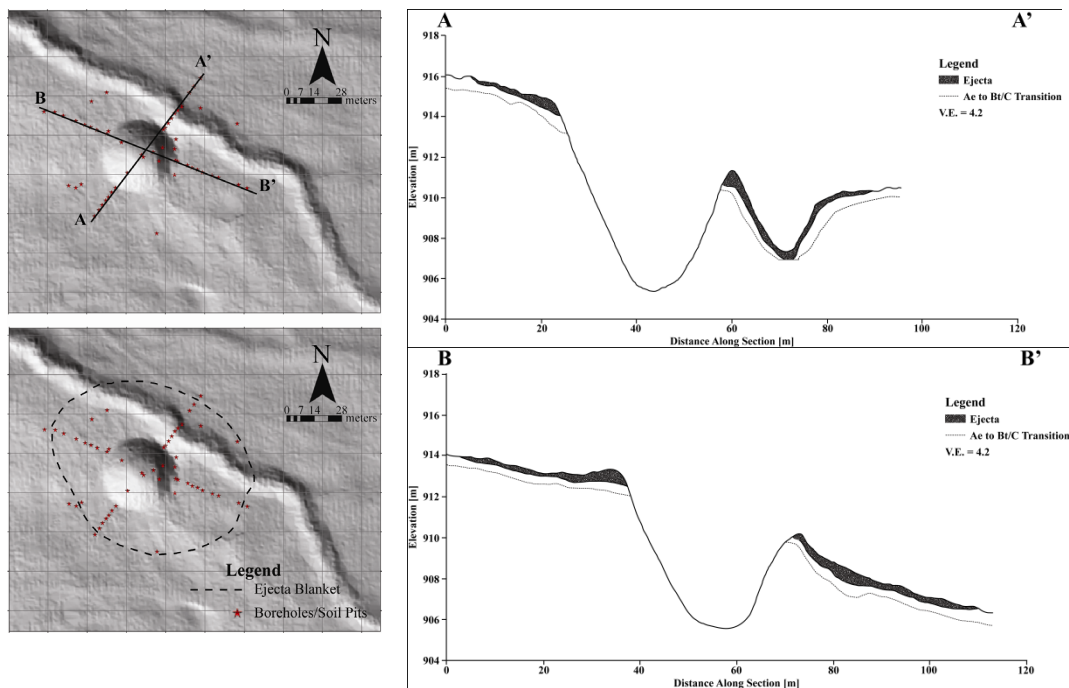 N
A'
B
0 7 14 28
meters
A
B'
N
0 7 14 28
meters
Legend
Ejecta Blanket
Boreholes/Soil Pits
A
A'
918
916
914
912
910
908
906
904
Elevation [m]
Legend
Ejecta
Ae to Bt/C Transition
V.E. = 4.2
0 20 40 60 80 100 120
Distance Along Section [m]
B
B'
918
916
914
912
910
908
906
904
Elevation [m]
Legend
Ejecta
Ae to Bt/C Transition
V.E. = 4.2
0 20 40 60 80 100 120
Distance Along Section [m]